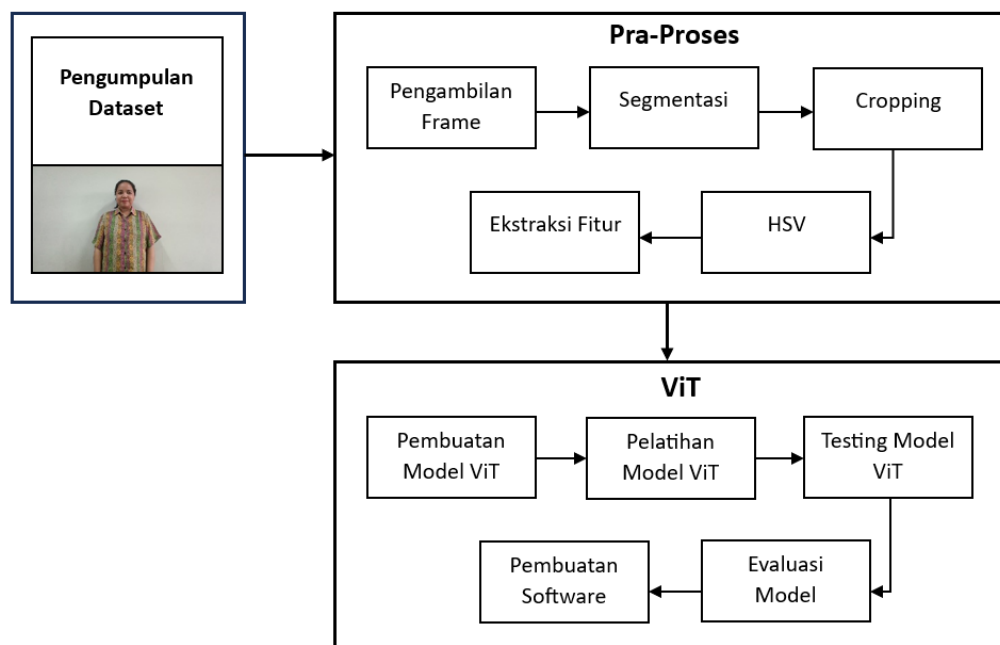 Pengumpulan
Dataset
Pra-Proses
Pengambilan
Frame
Segmentasi
Cropping
Ekstraksi Fitur
HSV
ViT
Pembuatan
Model ViT
Pelatihan
Model ViT
Testing Model
ViT
Pembuatan
Software
Evaluasi
Model